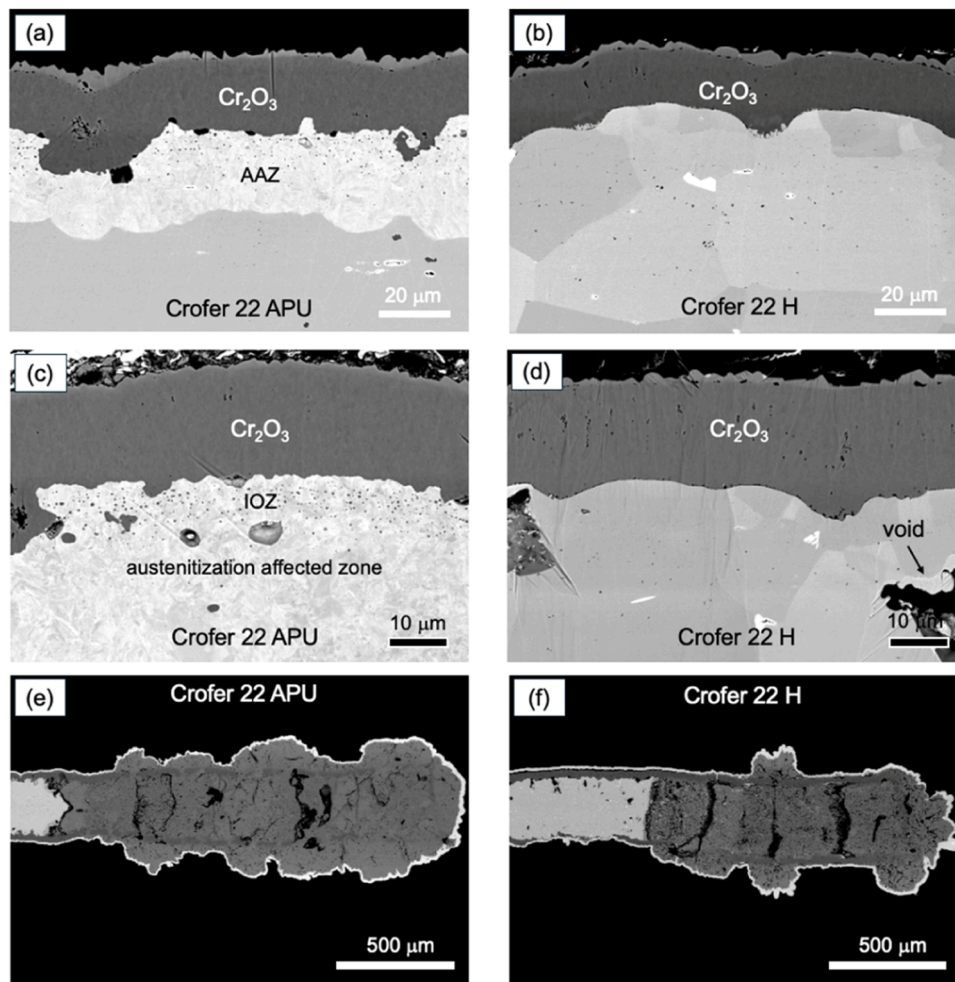 (a)
Cr₂O₃
AAZ
Crofer 22 APU
20 μm
(b)
Cr₂O₃
Crofer 22 H
20 μm
(c)
Cr₂O₃
IOZ
austenitization affected zone
Crofer 22 APU
10 μm
(d)
Cr₂O₃
void
Crofer 22 H
10 μm
(e)
Crofer 22 APU
500 μm
(f)
Crofer 22 H
500 μm